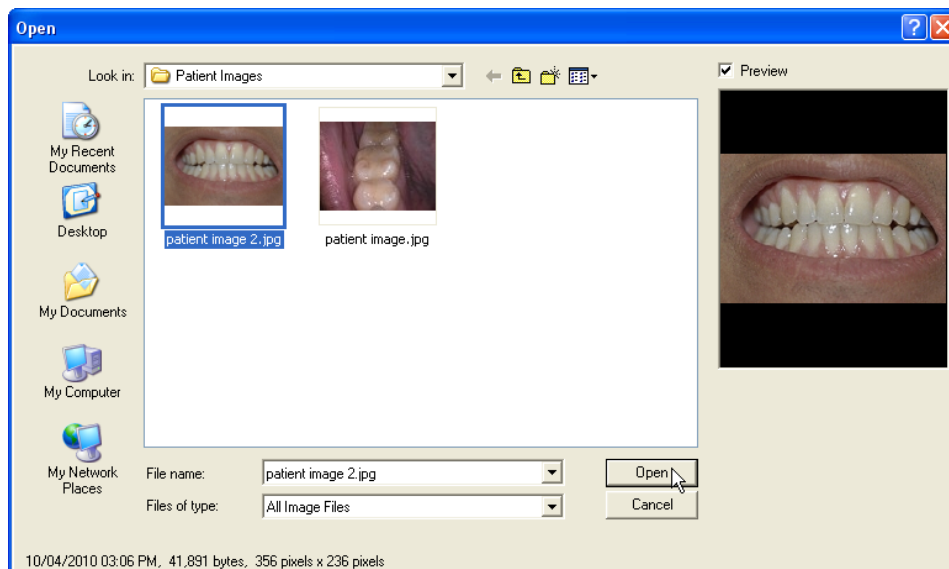 Open
Look in:
Patient Images
Preview
My Recent
Documents
Desktop
My Documents
My Computer
My Network
Places
patient image 2.jpg
patient image.jpg
File name:
patient image 2.jpg
Open
Files of type:
All Image Files
Cancel
10/04/2010 03:06 PM, 41,891 bytes, 356 pixels x 236 pixels